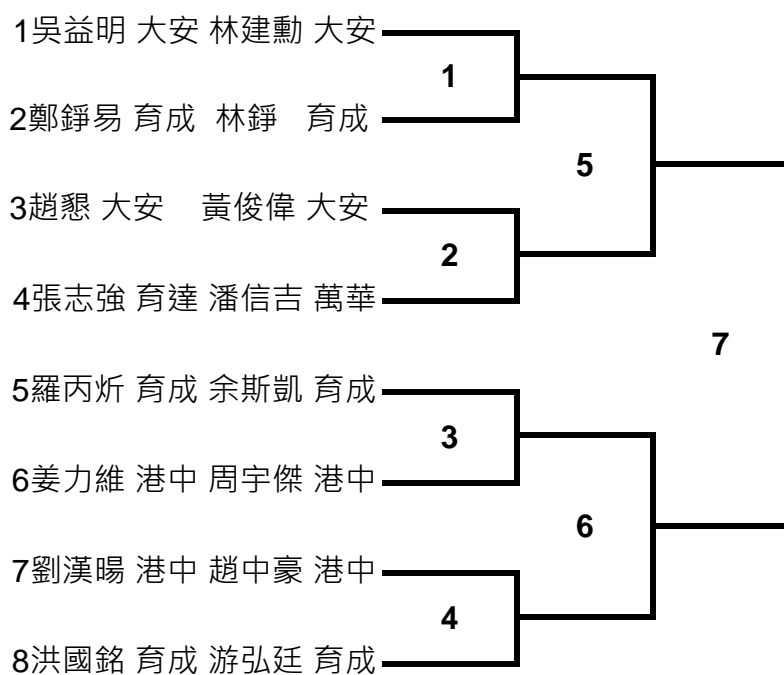 1吳益明 大安 林建勳 大安
1
2鄭錚易 育成 林錚 育成
5
3趙懇 大安 黃俊偉 大安
2
4張志強 育達 潘信吉 萬華
7
5羅丙炘 育成 余斯凱 育成
3
6姜力維 港中 周宇傑 港中
6
7劉漢暘 港中 趙中豪 港中
4
8洪國銘 育成 游弘廷 育成